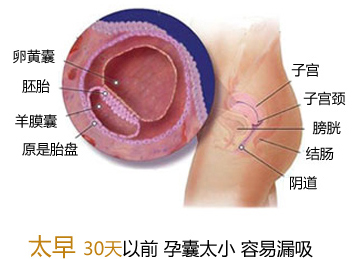 卵黄囊
胚胎
羊膜囊
原是胎盘
子宫
子宫颈
膀胱
结肠
阴道
太早 30天以前 孕囊太小 容易漏吸